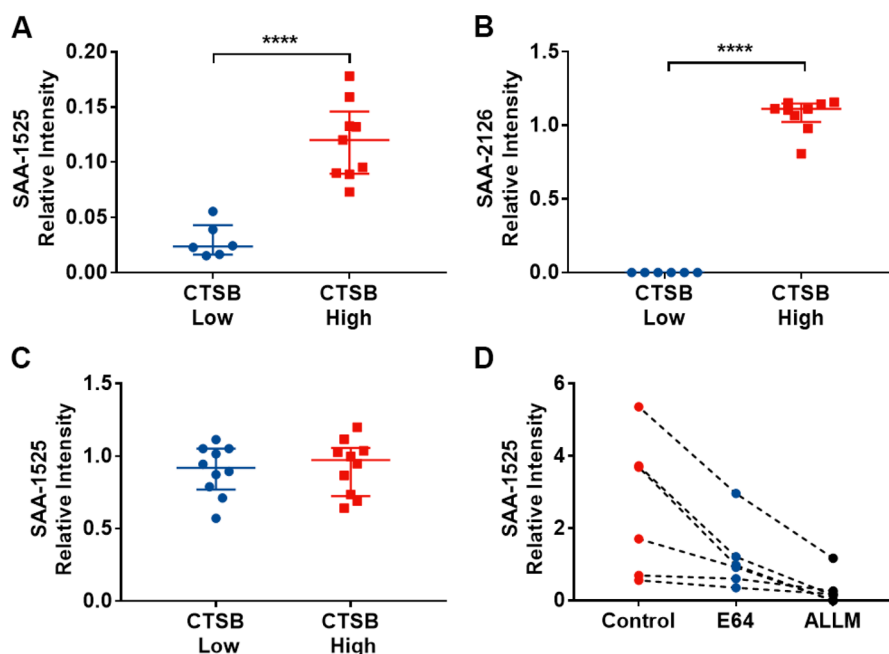 A
SAA-1525
Relative Intensity
0.20
0.15
0.10
0.05
0.00
****
CTSB
Low
CTSB
High
B
SAA-2126
Relative Intensity
1.5
1.0
0.5
0.0
****
CTSB
Low
CTSB
High
C
SAA-1525
Relative Intensity
1.5
1.0
0.5
0.0
CTSB
Low
CTSB
High
D
SAA-1525
Relative Intensity
6
4
2
0
Control E64 ALLM